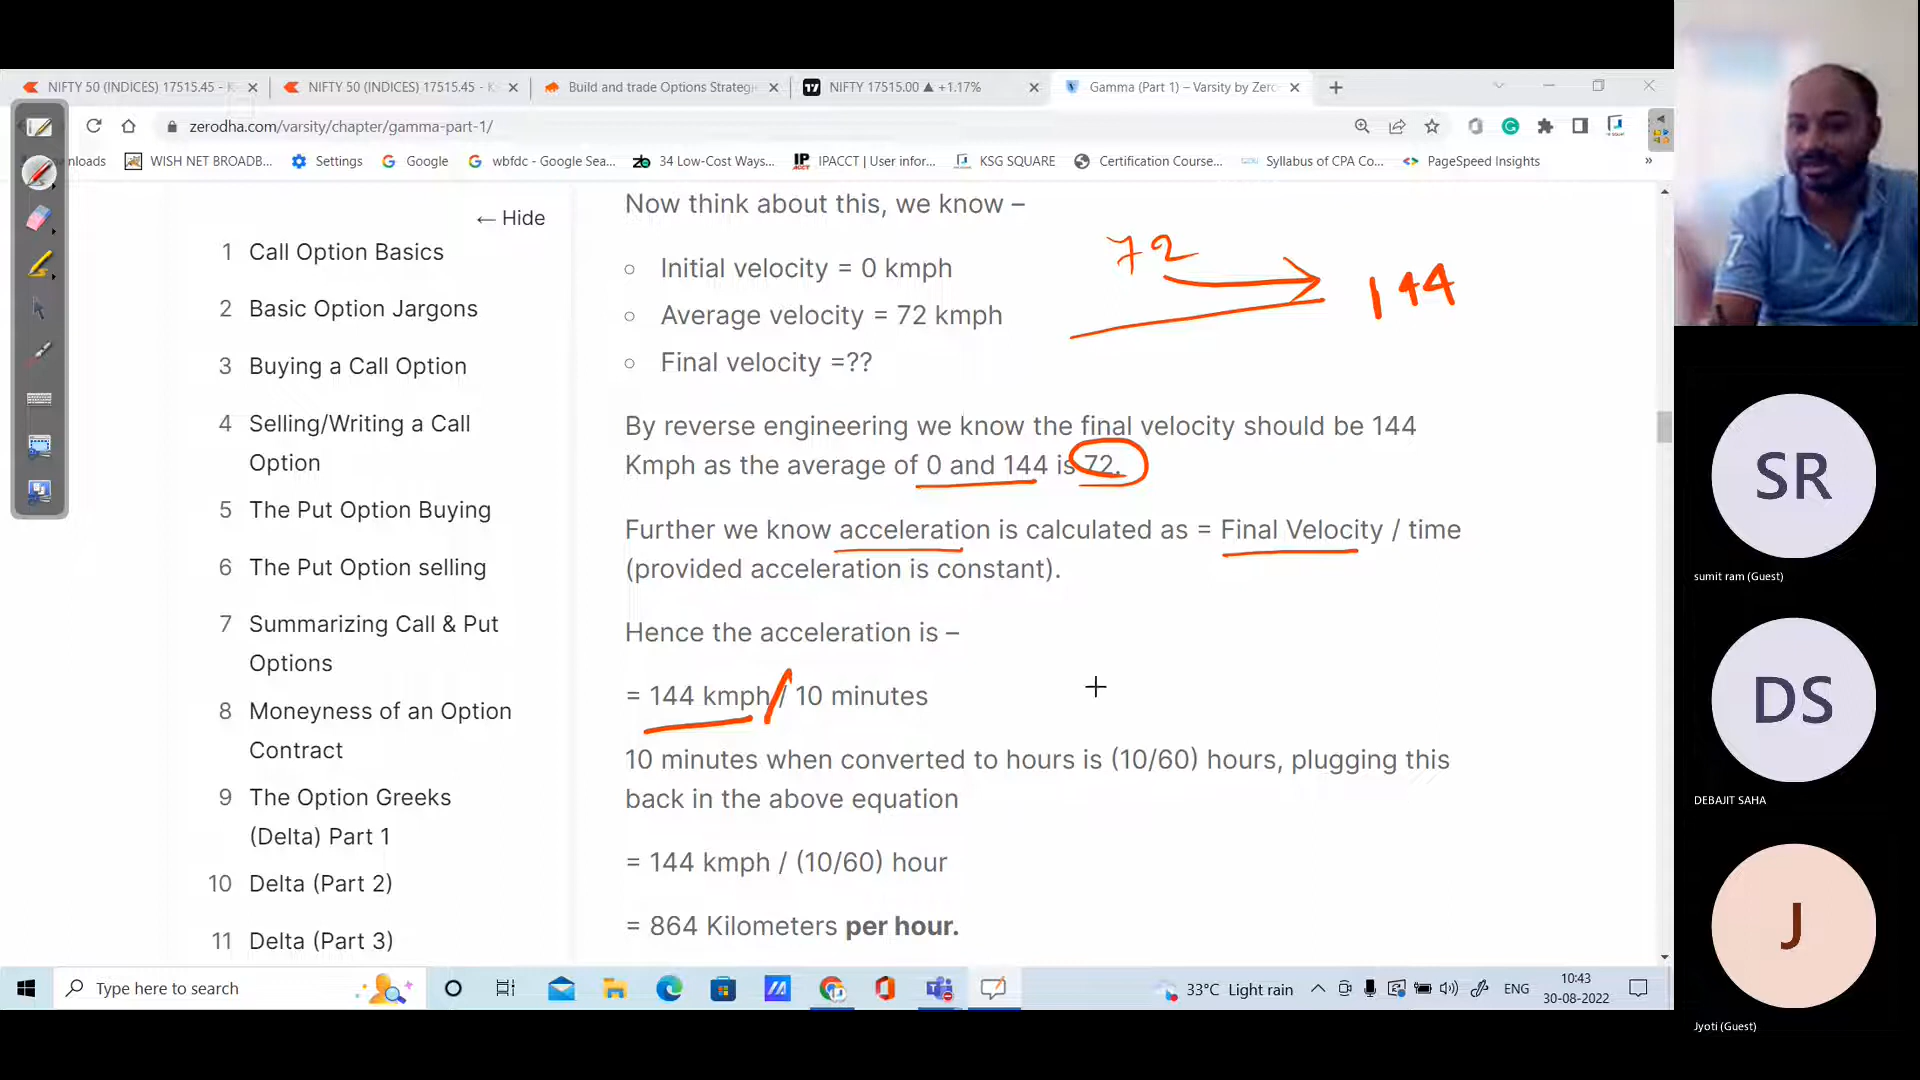 NIFTY 50 (INDICES) 17515.45 - K
NIFTY 50 (INDICES) 17515.45 - K
Build and trade Options Strategi
NIFTY 17515.00 ▲ +1.17%
Gamma (Part 1) – Varsity by Zero
zerodha.com/varsity/chapter/gamma-part-1/
WISH NET BROADB...
Settings
Google
wbfdc - Google Sea...
34 Low-Cost Ways...
IPACCT | User infor...
KSG SQUARE
Certification Course...
Syllabus of CPA Co...
PageSpeed Insights
»
← Hide
1 Call Option Basics
2 Basic Option Jargons
3 Buying a Call Option
4 Selling/Writing a Call
Option
5 The Put Option Buying
6 The Put Option selling
7 Summarizing Call & Put
Options
8 Moneyness of an Option
Contract
9 The Option Greeks
(Delta) Part 1
10 Delta (Part 2)
11 Delta (Part 3)
Now think about this, we know –
Initial velocity = 0 kmph
Average velocity = 72 kmph
Final velocity =??
72
144
By reverse engineering we know the final velocity should be 144
Kmph as the average of 0 and 144 is 72.
Further we know acceleration is calculated as = Final Velocity / time
(provided acceleration is constant).
Hence the acceleration is –
= 144 kmph / 10 minutes
10 minutes when converted to hours is (10/60) hours, plugging this
back in the above equation
= 144 kmph / (10/60) hour
= 864 Kilometers per hour.
7
SR
sumit ram (Guest)
DS
DEBAJIT SAHA
J
Jyoti (Guest)
Type here to search
33°C Light rain
ENG
10:43
30-08-2022